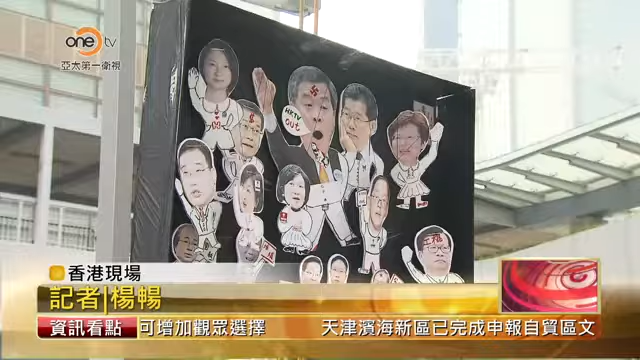 one tv
亞太第一衛視
HKTV
out
香港現場
記者|楊暢
資訊看點
可增加觀眾選擇
天津濱海新區已完成申報自貿區文